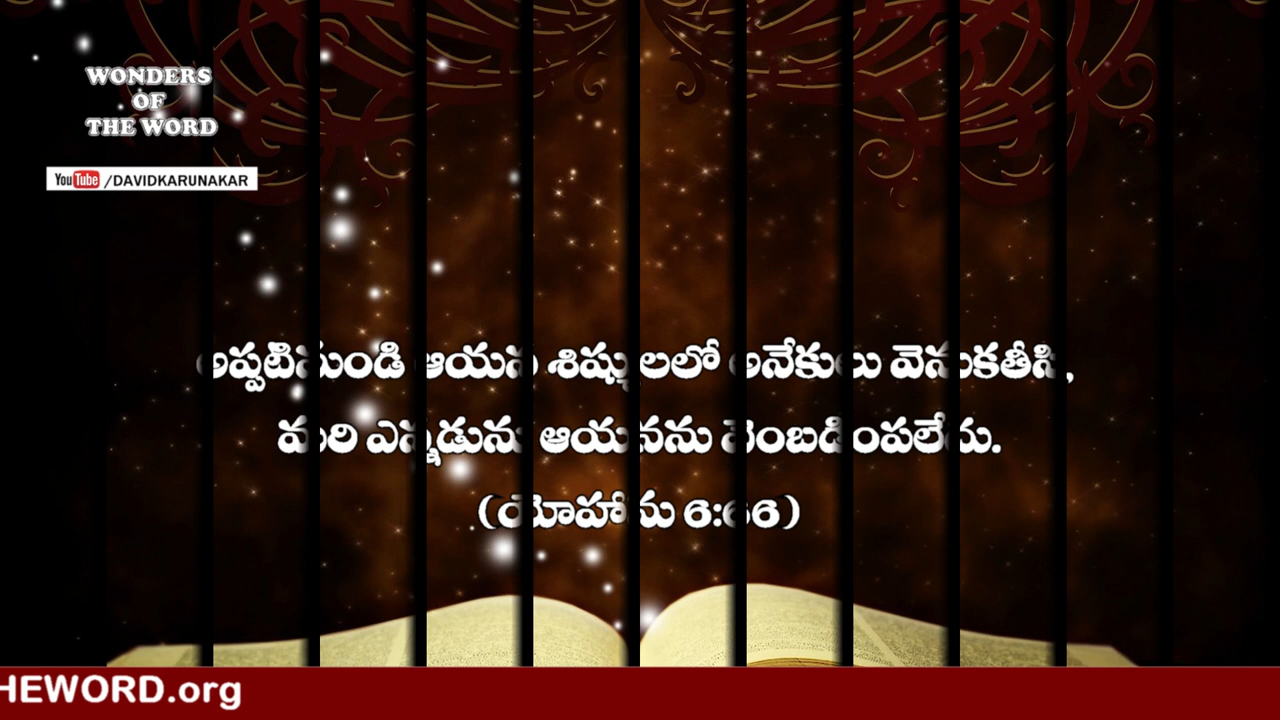 WONDERS
OF
THE WORD
YouTube /DAVIDKARUNAKAR
అప్పటినుండి ఆయన శిష్యులలో అనేకులు వెనుకతీసి,
మరి ఎన్నడును ఆయనను వెంబడింపలేదు.
(యోహాను 6:66)
HEWORD.org